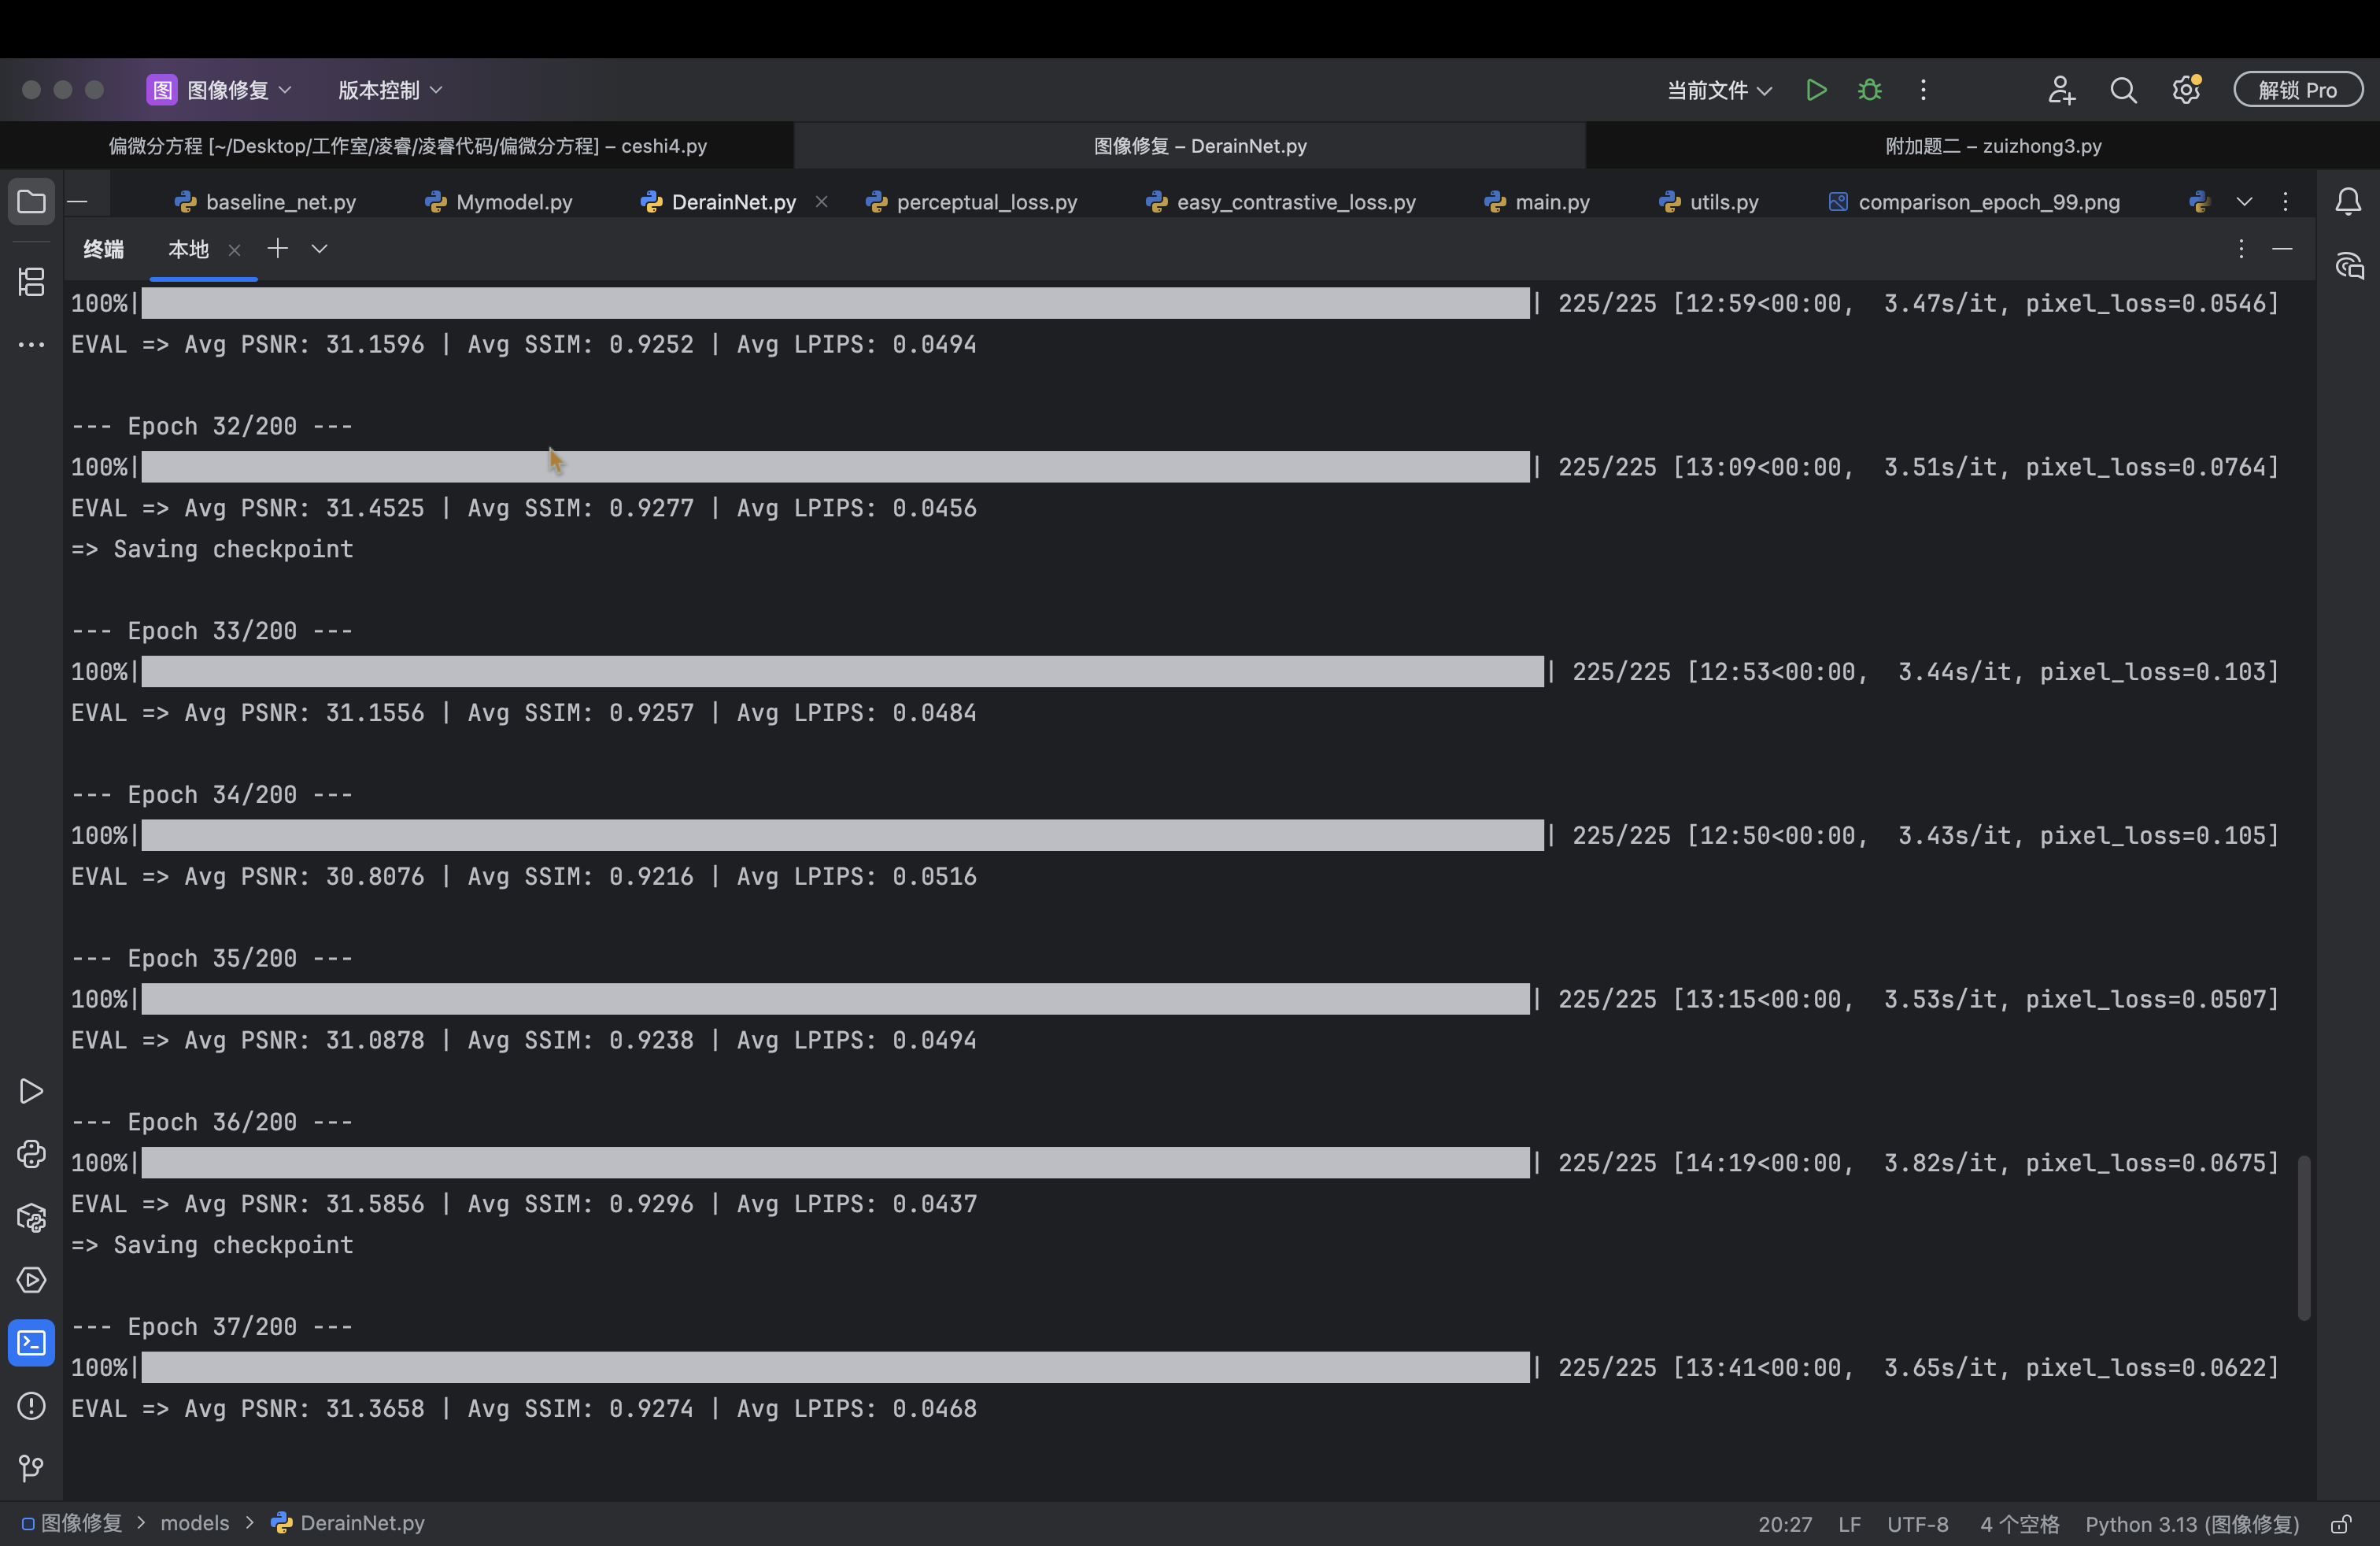 图 图像修复 版本控制 当前文件 解锁 Pro
偏微分方程 [~/Desktop/工作室/凌睿/凌睿代码/偏微分方程] – ceshi4.py 图像修复 – DerainNet.py 附加题二 – zuizhong3.py
baseline_net.py Mymodel.py DerainNet.py perceptual_loss.py easy_contrastive_loss.py main.py utils.py comparison_epoch_99.png
终端 本地
100%| | 225/225 [12:59<00:00, 3.47s/it, pixel_loss=0.0546]
EVAL => Avg PSNR: 31.1596 | Avg SSIM: 0.9252 | Avg LPIPS: 0.0494
--- Epoch 32/200 ---
100%| | 225/225 [13:09<00:00, 3.51s/it, pixel_loss=0.0764]
EVAL => Avg PSNR: 31.4525 | Avg SSIM: 0.9277 | Avg LPIPS: 0.0456
=> Saving checkpoint
--- Epoch 33/200 ---
100%| | 225/225 [12:53<00:00, 3.44s/it, pixel_loss=0.103]
EVAL => Avg PSNR: 31.1556 | Avg SSIM: 0.9257 | Avg LPIPS: 0.0484
--- Epoch 34/200 ---
100%| | 225/225 [12:50<00:00, 3.43s/it, pixel_loss=0.105]
EVAL => Avg PSNR: 30.8076 | Avg SSIM: 0.9216 | Avg LPIPS: 0.0516
--- Epoch 35/200 ---
100%| | 225/225 [13:15<00:00, 3.53s/it, pixel_loss=0.0507]
EVAL => Avg PSNR: 31.0878 | Avg SSIM: 0.9238 | Avg LPIPS: 0.0494
--- Epoch 36/200 ---
100%| | 225/225 [14:19<00:00, 3.82s/it, pixel_loss=0.0675]
EVAL => Avg PSNR: 31.5856 | Avg SSIM: 0.9296 | Avg LPIPS: 0.0437
=> Saving checkpoint
--- Epoch 37/200 ---
100%| | 225/225 [13:41<00:00, 3.65s/it, pixel_loss=0.0622]
EVAL => Avg PSNR: 31.3658 | Avg SSIM: 0.9274 | Avg LPIPS: 0.0468
图像修复 > models > DerainNet.py 20:27 LF UTF-8 4 个空格 Python 3.13 (图像修复)